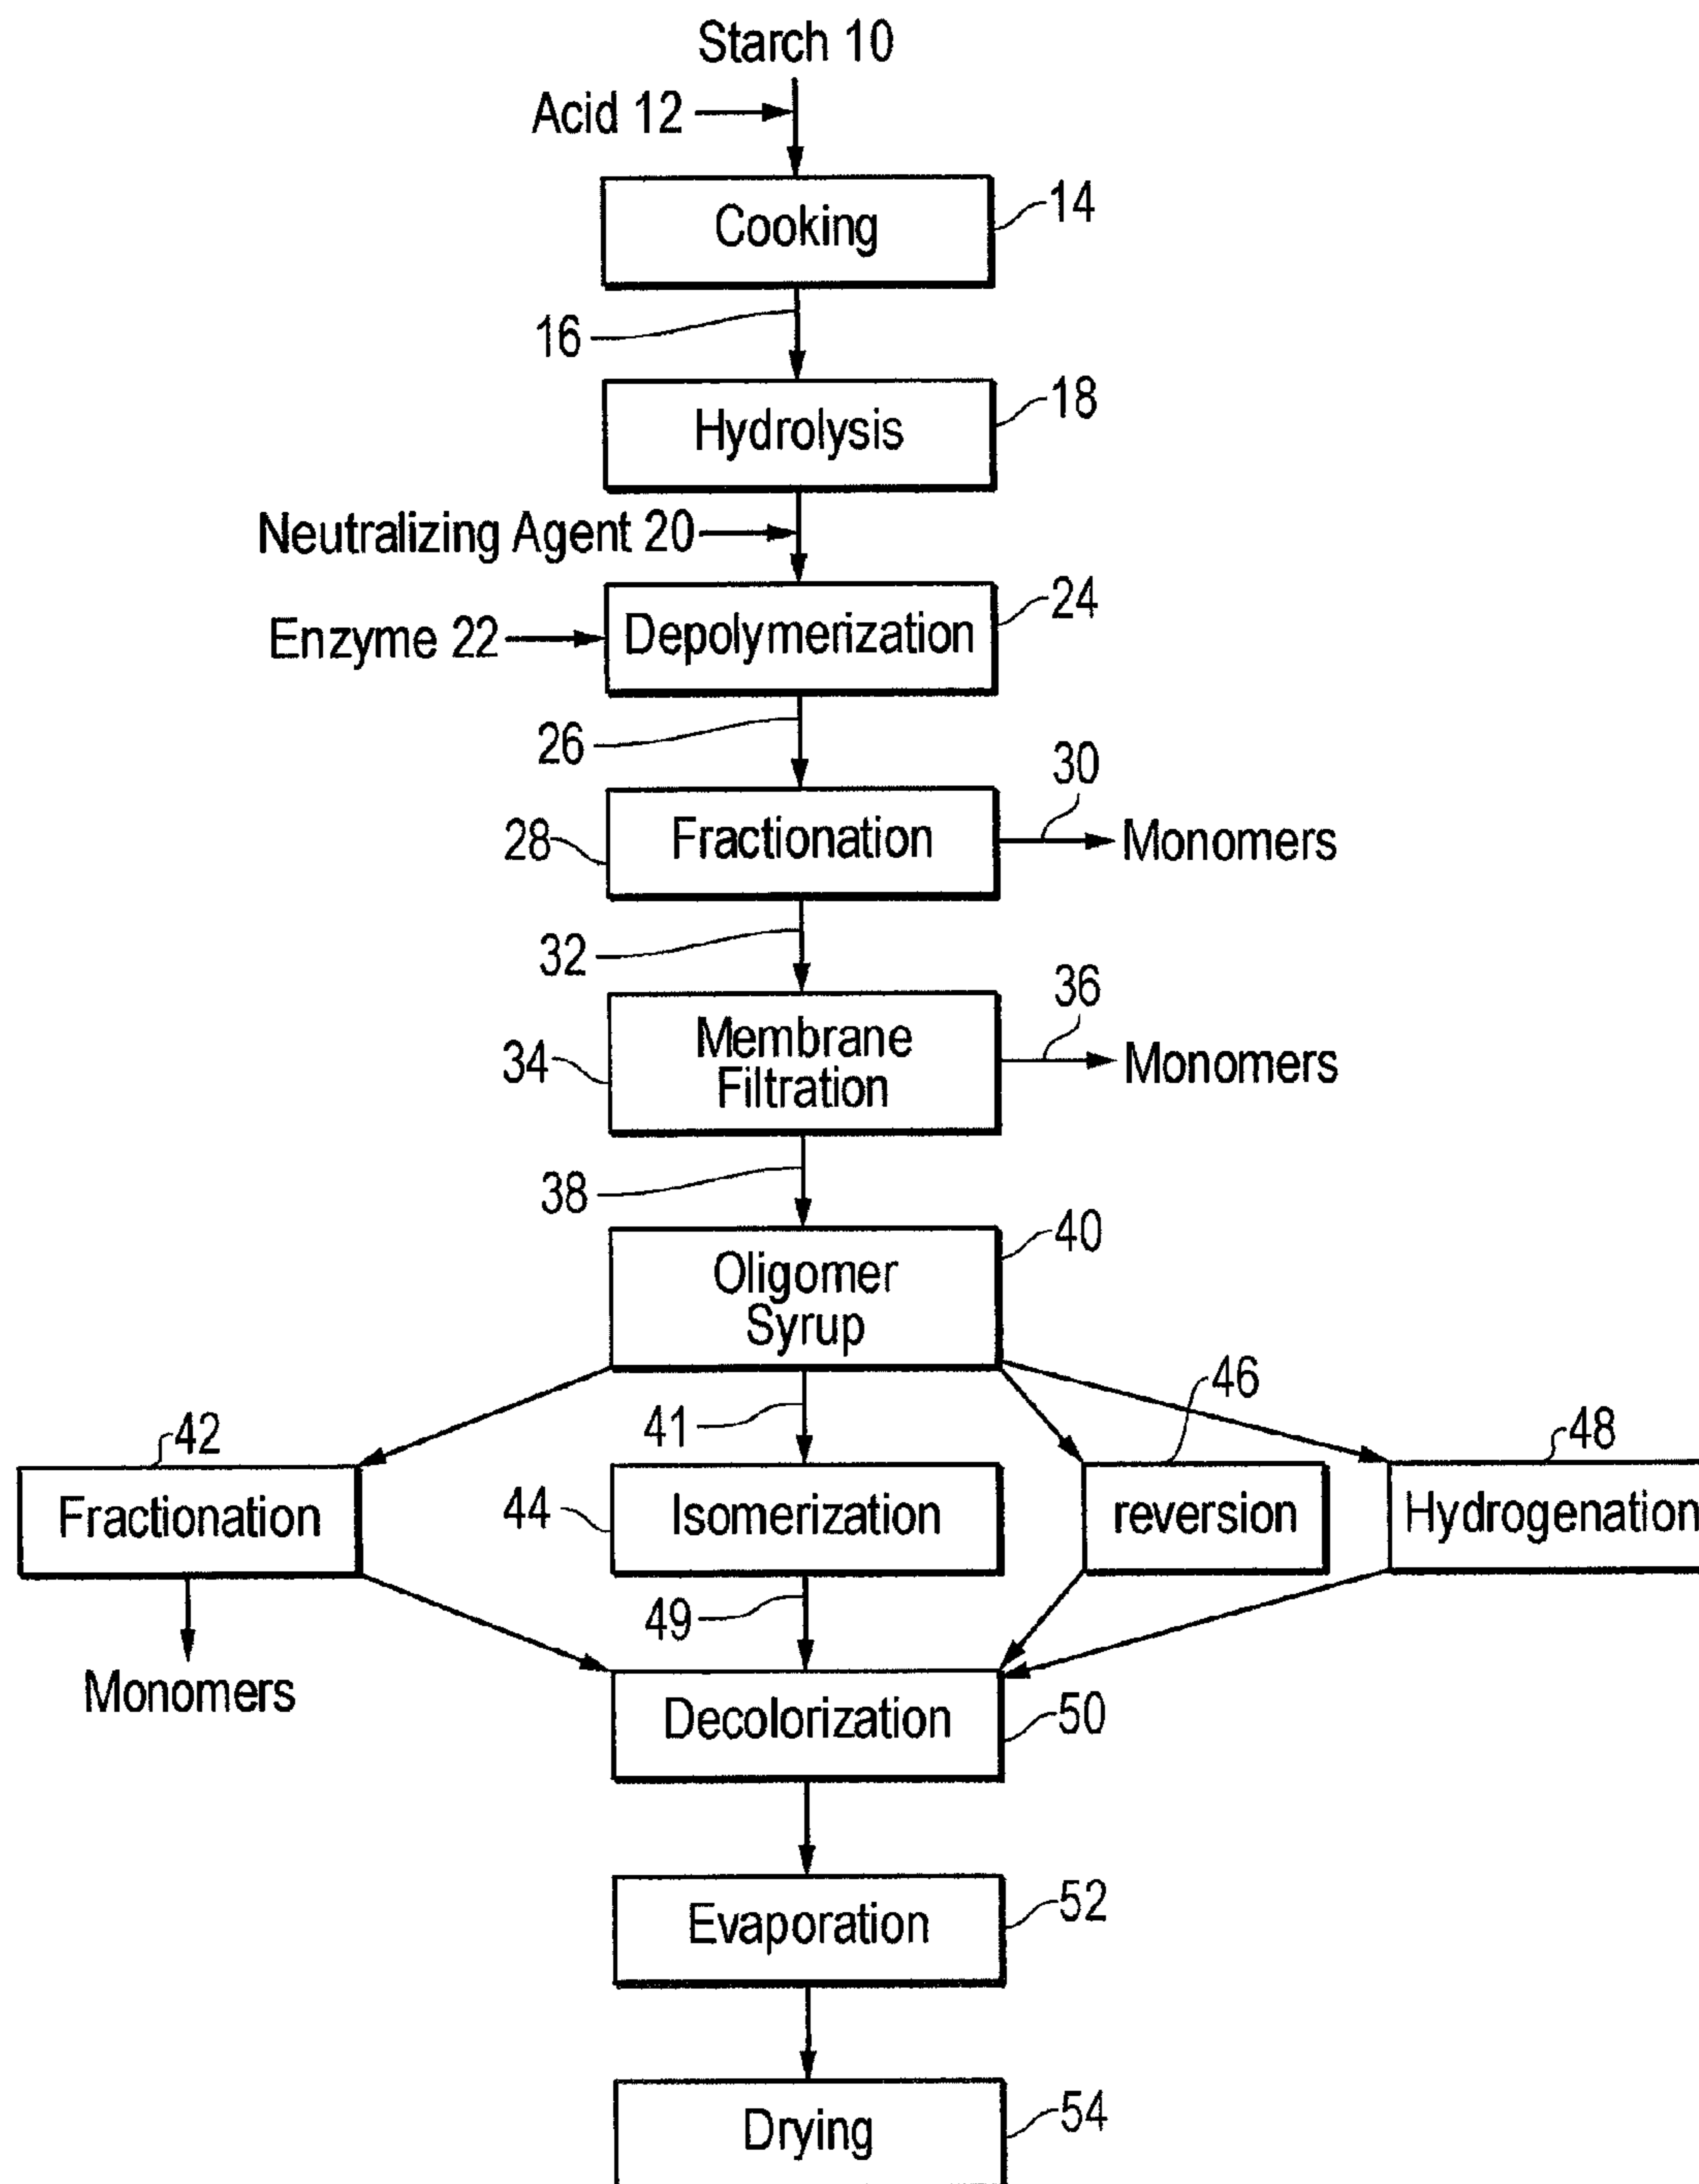 Starch 10
Acid 12
Cooking
14
16
Hydrolysis
18
Neutralizing Agent 20
Enzyme 22
Depolymerization
24
26
Fractionation
28
30
Monomers
32
Membrane
Filtration
34
36
Monomers
38
Oligomer
Syrup
40
41
42
Fractionation
Monomers
44
Isomerization
46
reversion
48
Hydrogenation
49
Decolorization
50
Evaporation
52
Drying
54